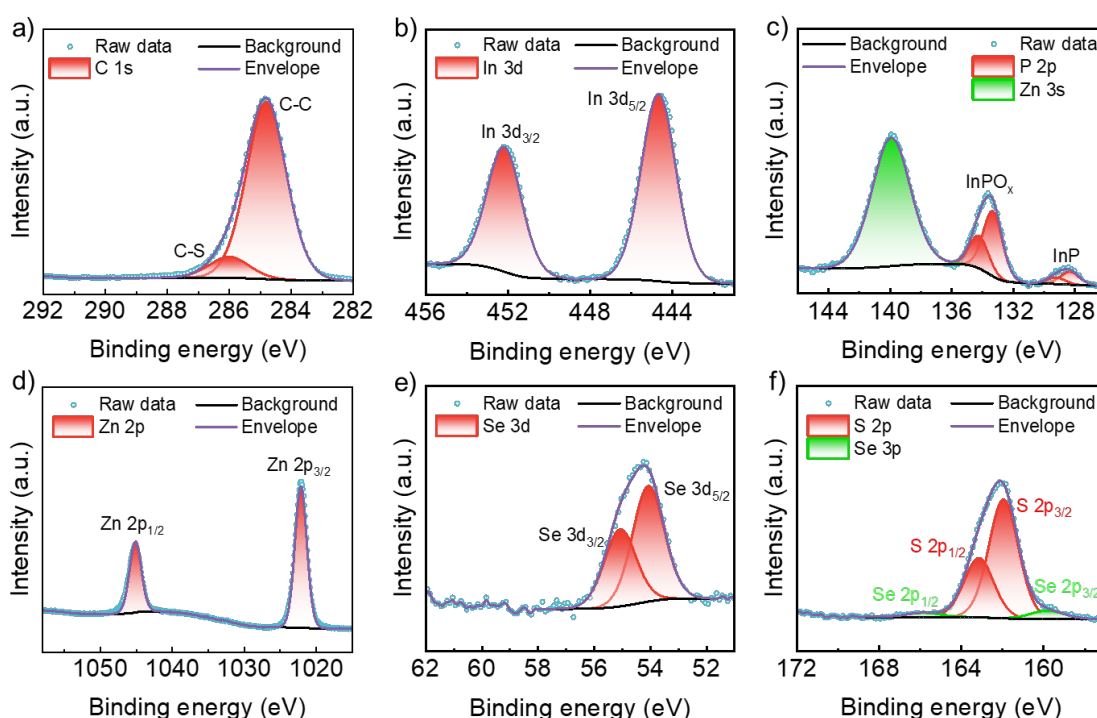 a)
Raw data Background
C 1s Envelope
C-C
C-S
Intensity (a.u.)
292 290 288 286 284 282
Binding energy (eV)
b)
Raw data Background
In 3d Envelope
In 3d5/2
In 3d3/2
Intensity (a.u.)
456 452 448 444
Binding energy (eV)
c)
Background Raw data
Envelope P 2p
Zn 3s
InPOx
InP
Intensity (a.u.)
144 140 136 132 128
Binding energy (eV)
d)
Raw data Background
Zn 2p Envelope
Zn 2p3/2
Zn 2p1/2
Intensity (a.u.)
1050 1040 1030 1020
Binding energy (eV)
e)
Raw data Background
Se 3d Envelope
Se 3d5/2
Se 3d3/2
Intensity (a.u.)
62 60 58 56 54 52
Binding energy (eV)
f)
Raw data Background
S 2p Envelope
Se 3p
S 2p3/2
S 2p1/2
Se 2p1/2 Se 2p3/2
Intensity (a.u.)
172 168 164 160
Binding energy (eV)